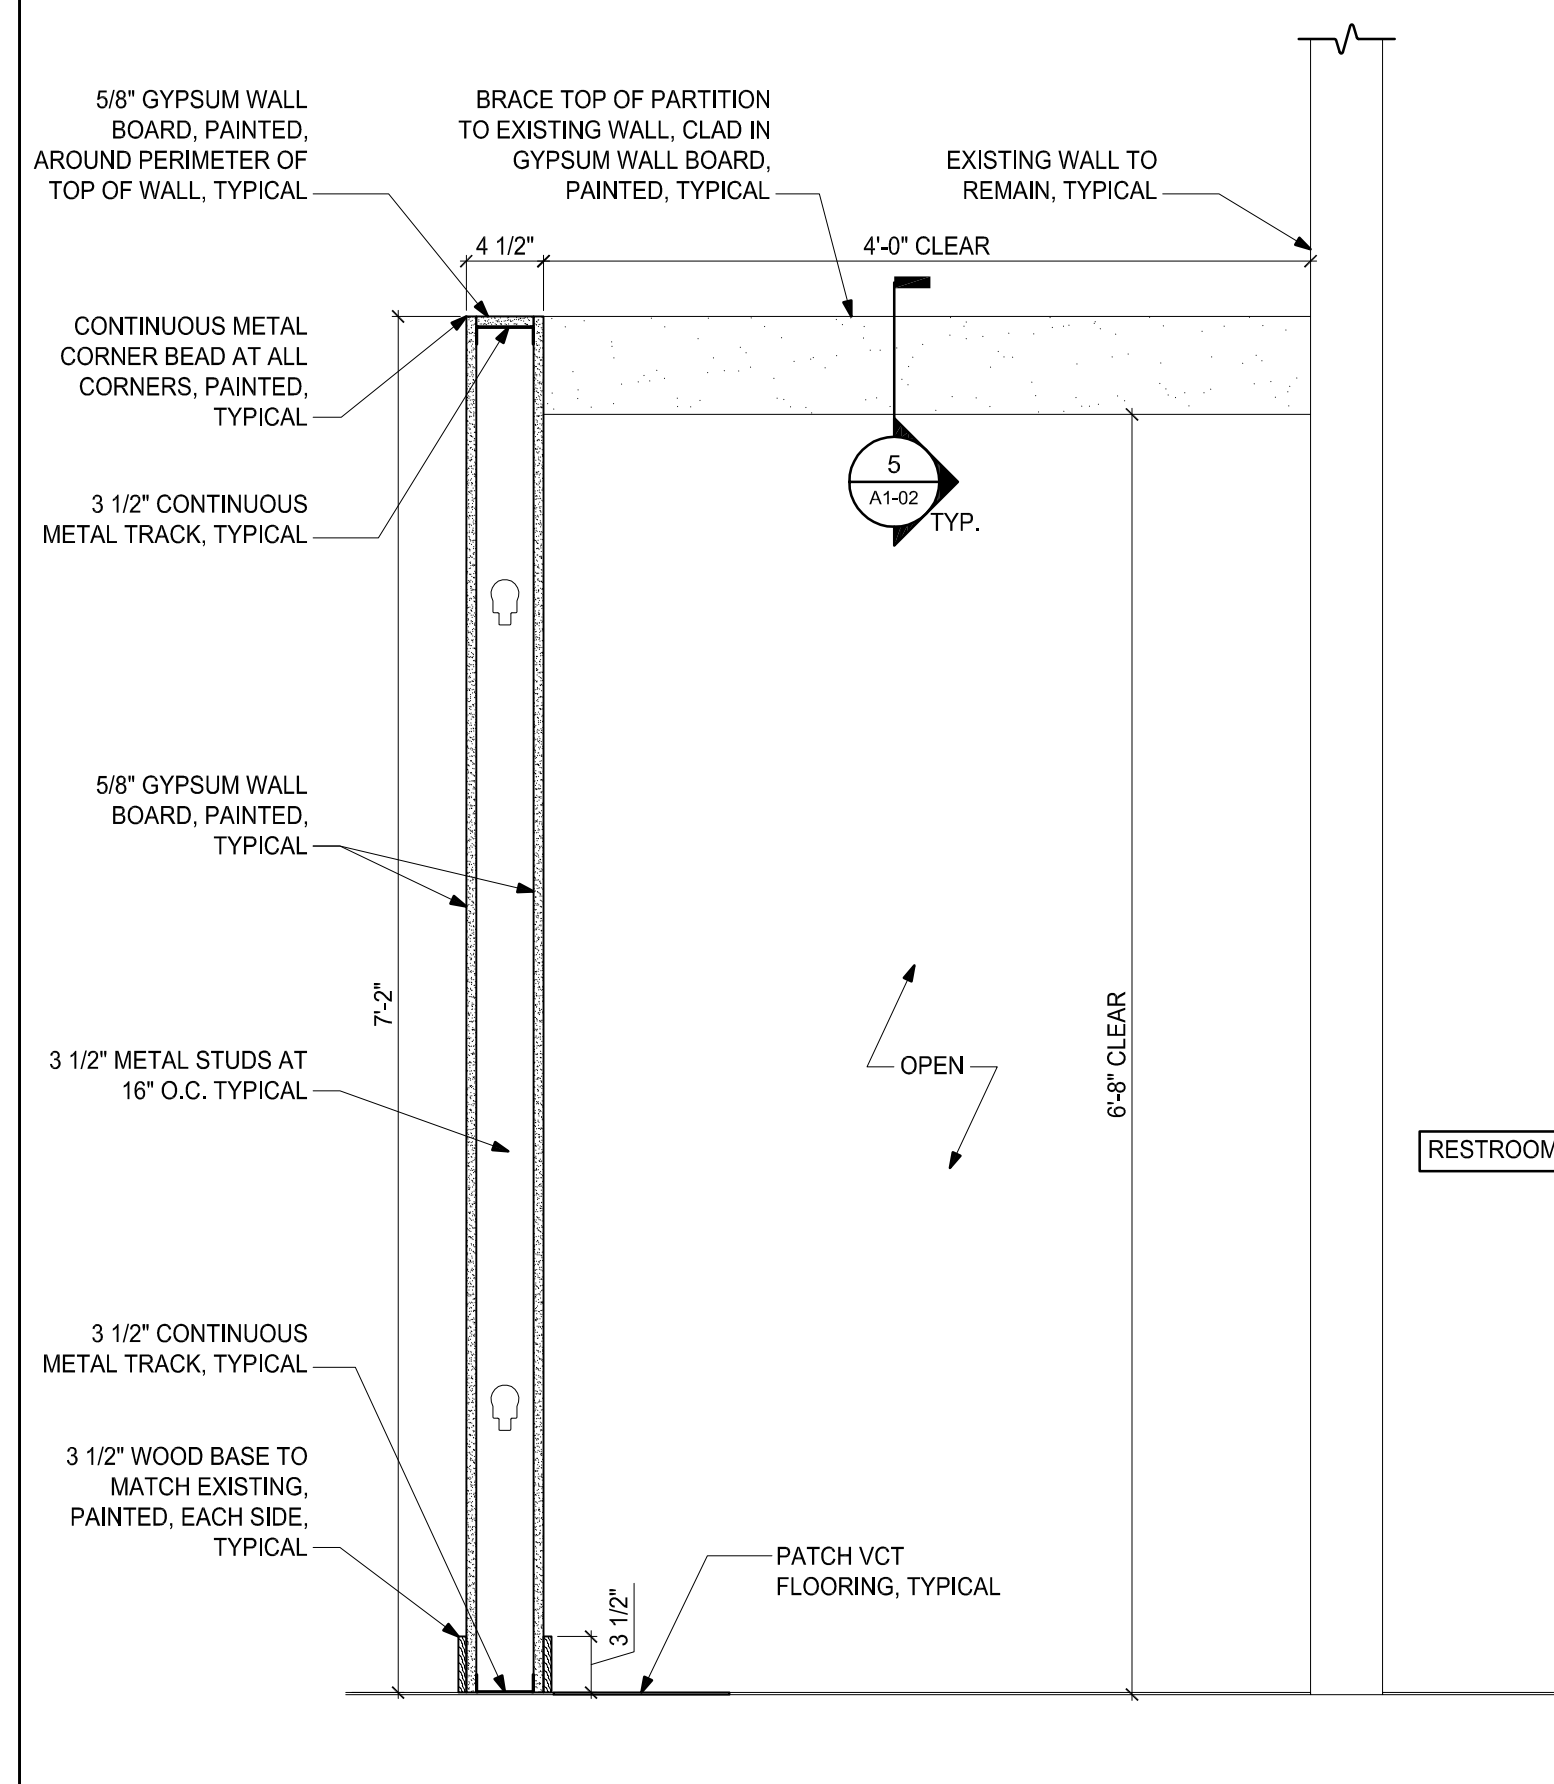 5/8" GYPSUM WALL
BOARD, PAINTED,
AROUND PERIMETER OF
TOP OF WALL, TYPICAL
BRACE TOP OF PARTITION
TO EXISTING WALL, CLAD IN
GYPSUM WALL BOARD,
PAINTED, TYPICAL
EXISTING WALL TO
REMAIN, TYPICAL
4 1/2"
4'-0" CLEAR
CONTINUOUS METAL
CORNER BEAD AT ALL
CORNERS, PAINTED,
TYPICAL
5
A1-02
TYP.
3 1/2" CONTINUOUS
METAL TRACK, TYPICAL
5/8" GYPSUM WALL
BOARD, PAINTED,
TYPICAL
7'-2"
OPEN
6'-8" CLEAR
3 1/2" METAL STUDS AT
16" O.C. TYPICAL
RESTROOM
3 1/2" CONTINUOUS
METAL TRACK, TYPICAL
3 1/2" WOOD BASE TO
MATCH EXISTING,
PAINTED, EACH SIDE,
TYPICAL
3 1/2"
PATCH VCT
FLOORING, TYPICAL